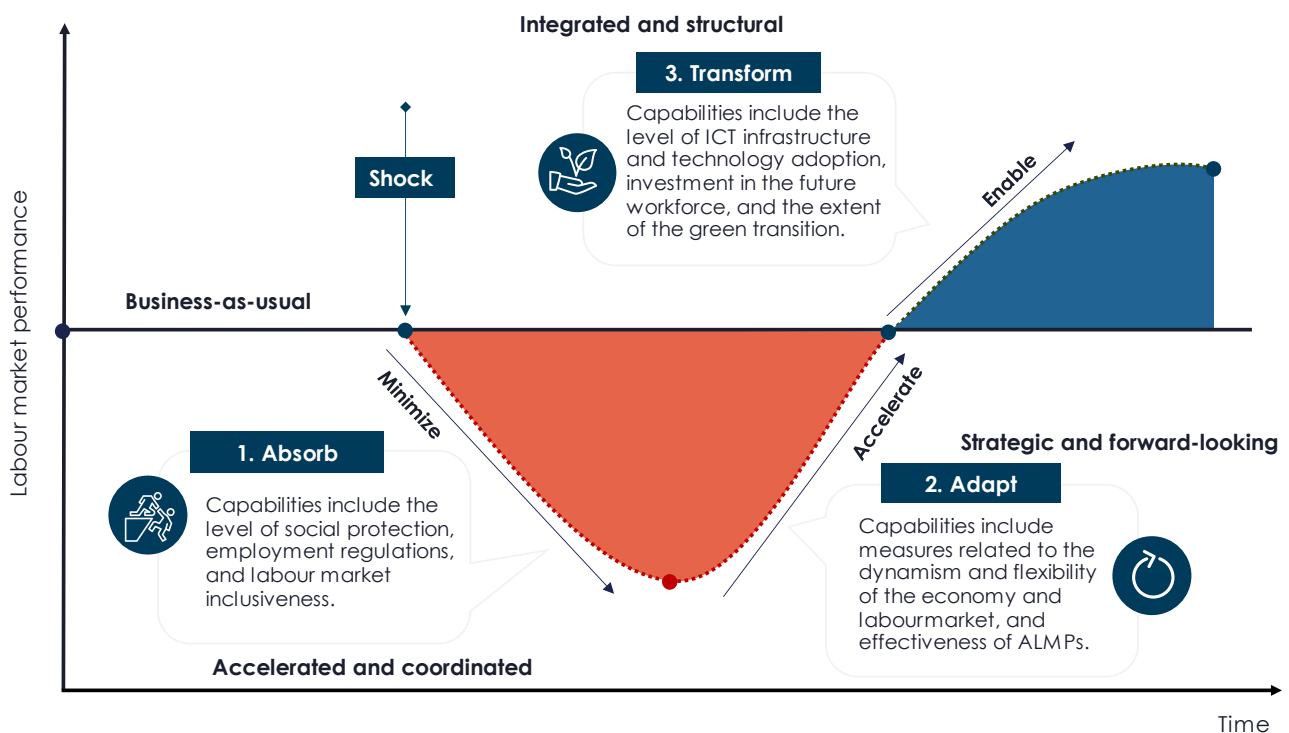 Integrated and structural
3. Transform
Capabilities include the
level of ICT infrastructure
and technology adoption,
investment in the future
workforce, and the extent
of the green transition.
Shock
Enable
Labour market performance
Business-as-usual
Minimize
Accelerate
1. Absorb
Capabilities include the
level of social protection,
employment regulations,
and labour market
inclusiveness.
Strategic and forward-looking
2. Adapt
Capabilities include
measures related to the
dynamism and flexibility
of the economy and
labourmarket, and
effectiveness of ALMPs.
Accelerated and coordinated
Time